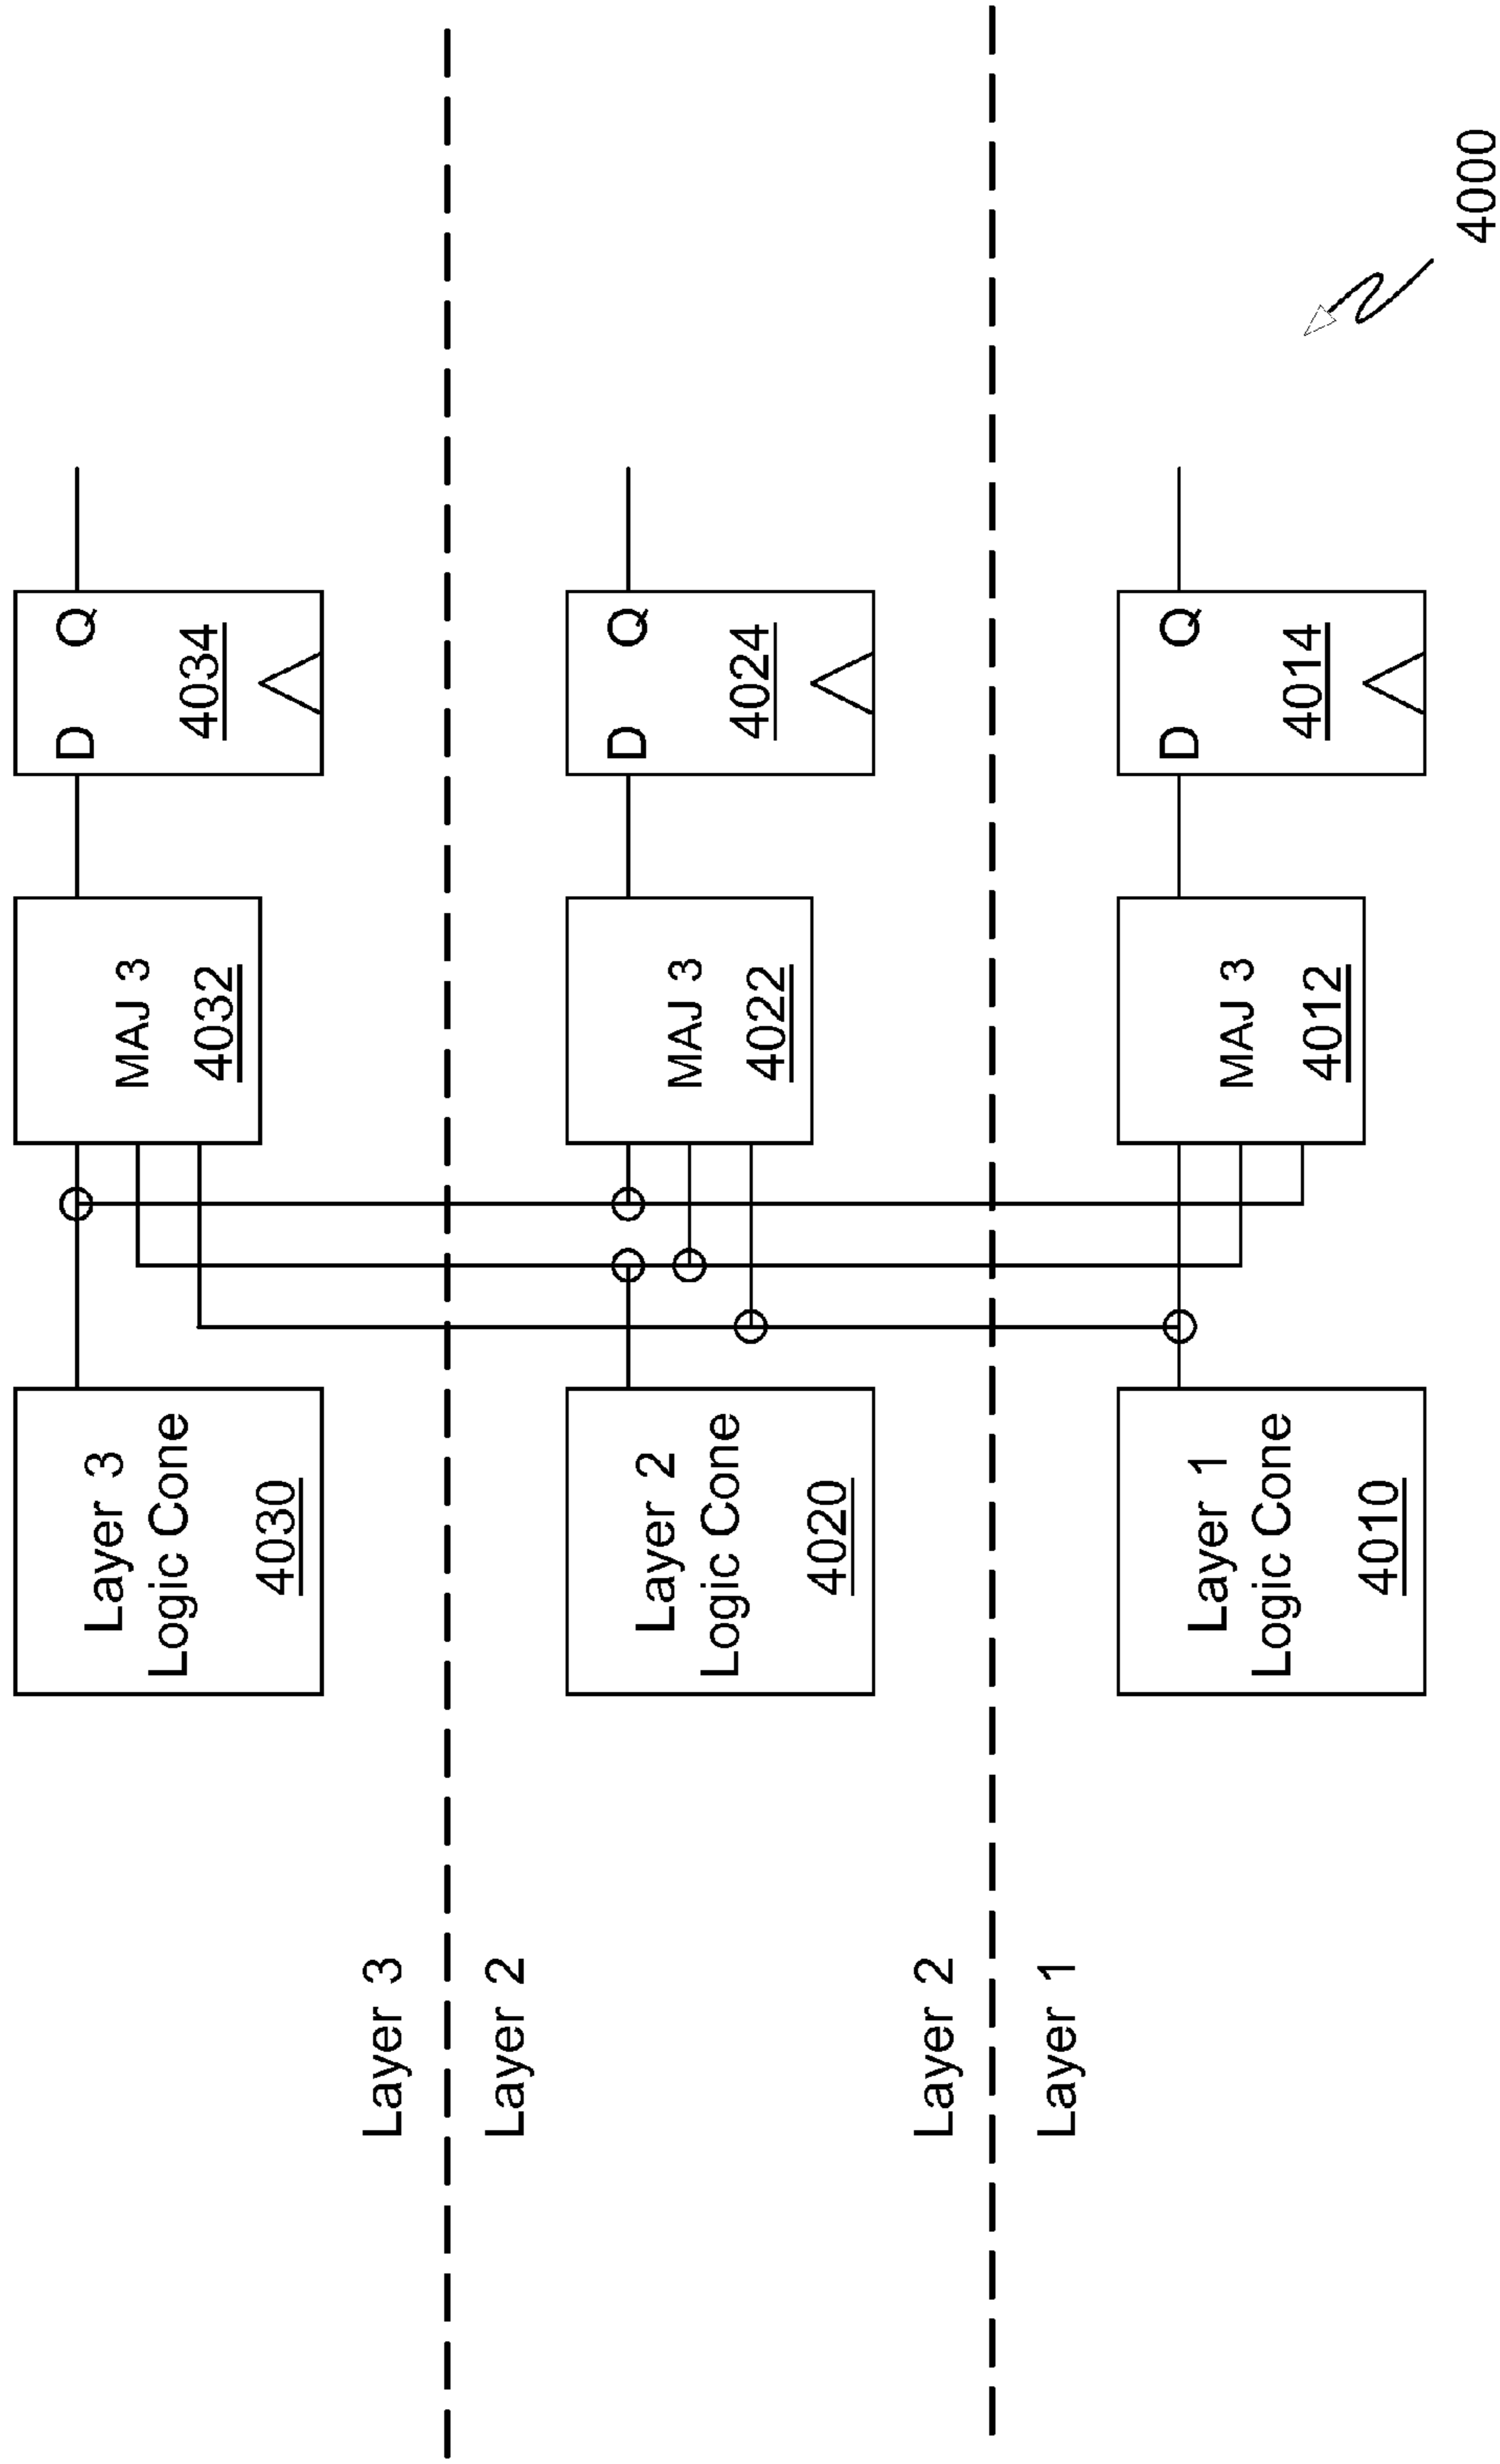 Layer 3
Logic Cone
4030
MAJ 3
4032
D Q
4034
Layer 3
Layer 2
Layer 2
Logic Cone
4020
MAJ 3
4022
D Q
4024
Layer 2
Layer 1
Layer 1
Logic Cone
4010
MAJ 3
4012
D Q
4014
4000